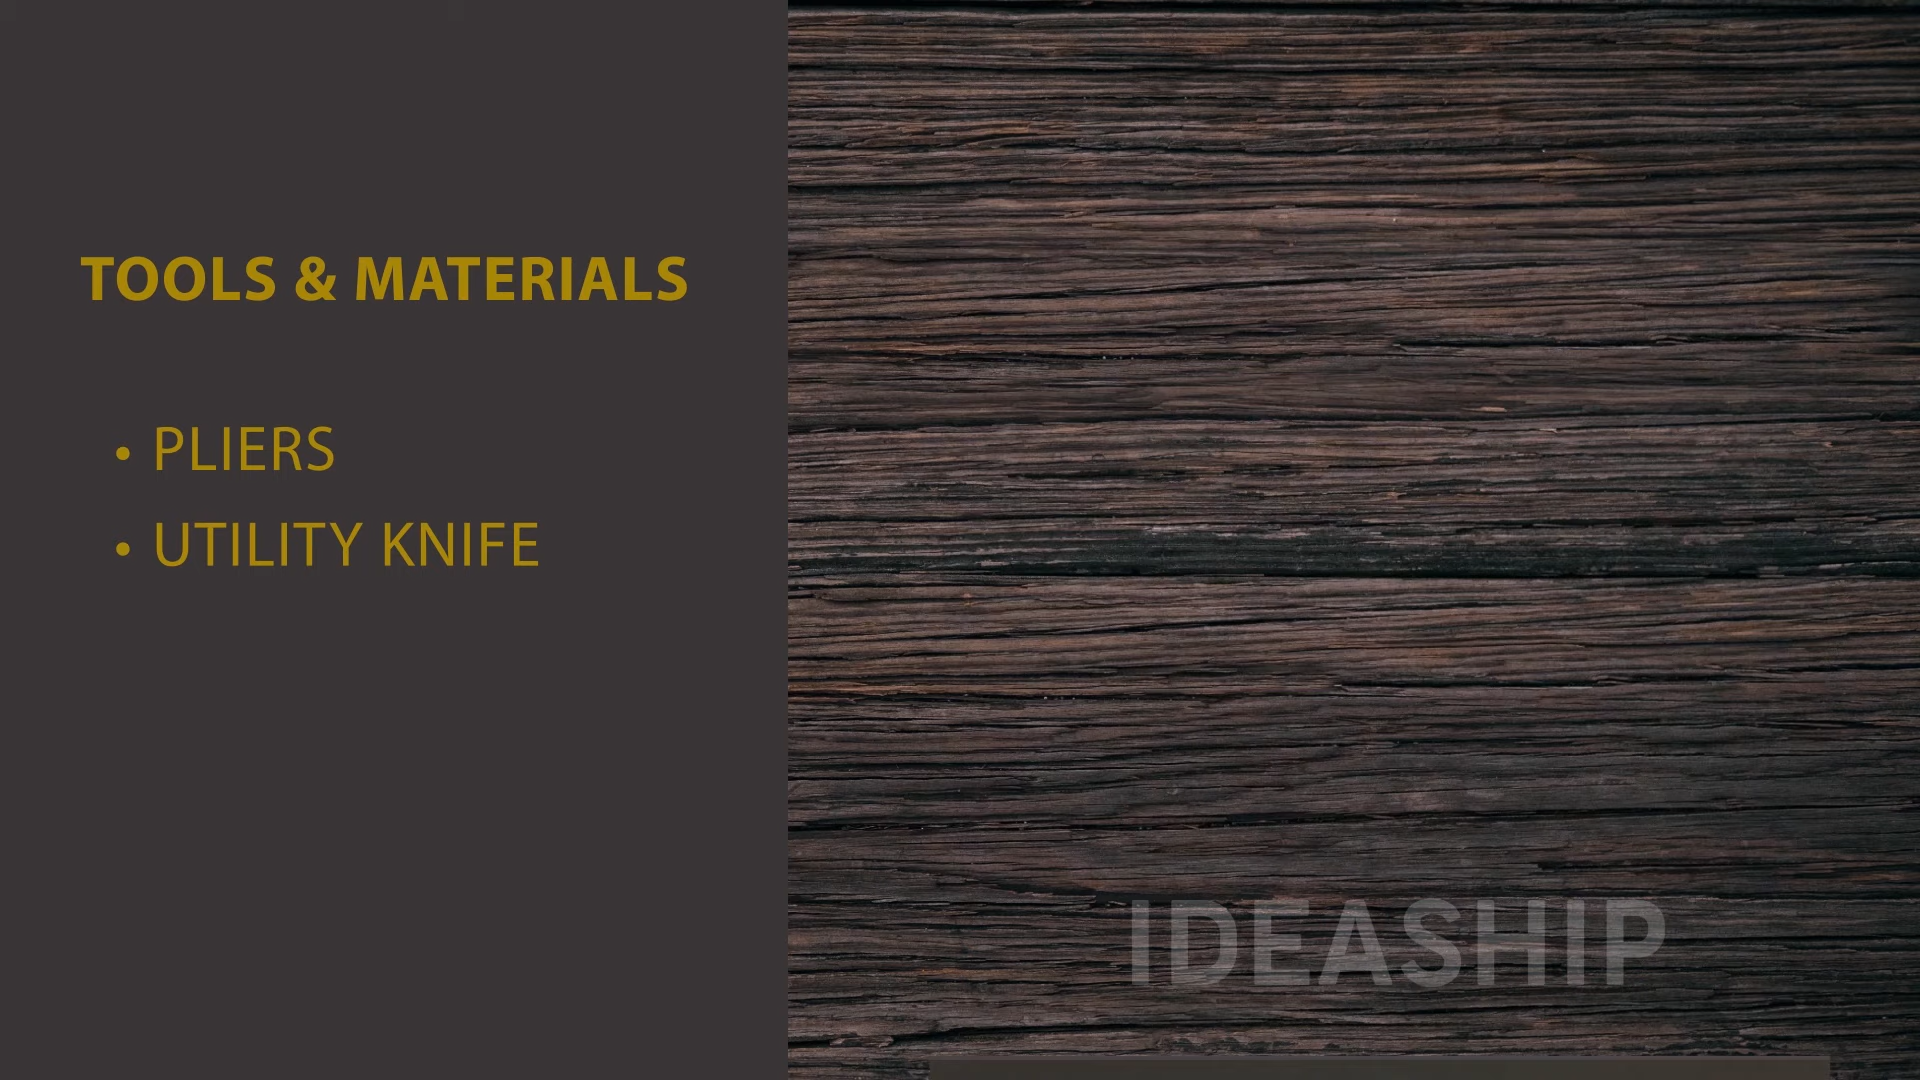 TOOLS & MATERIALS
• PLIERS
• UTILITY KNIFE
IDEASHIP